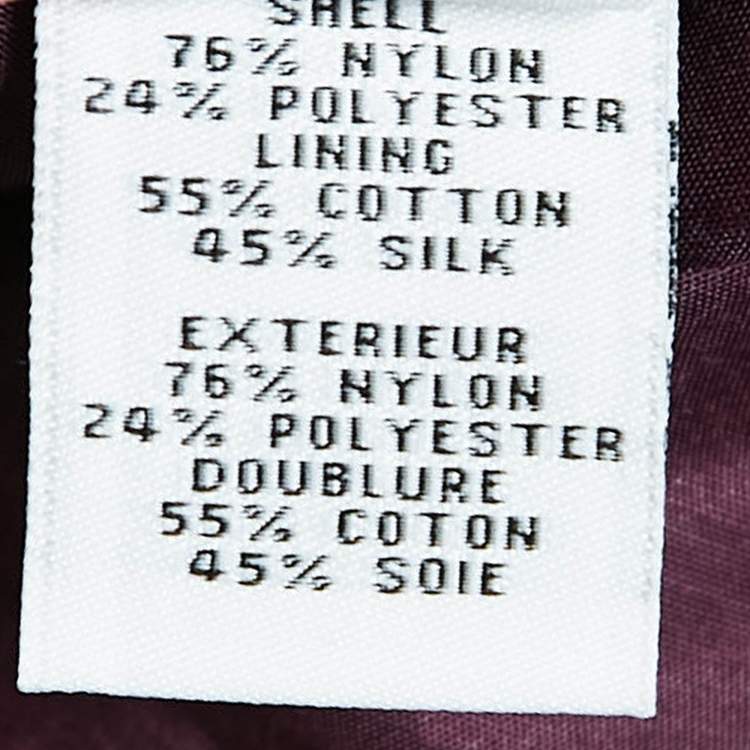 SHELL
76% NYLON
24% POLYESTER
LINING
55% COTTON
45% SILK
EXTERIEUR
76% NYLON
24% POLYESTER
DOUBLURE
55% COTON
45% SOIE